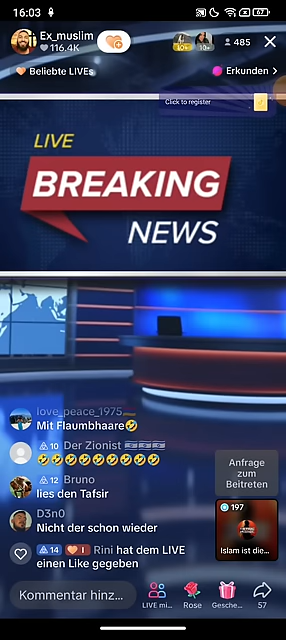 16:03
67
Ex_muslim
116.4K
40+
10+
485
Beliebte LIVEs
Erkunden
Click to register
LIVE
BREAKING
NEWS
love_peace_1975
Mit Flaumbhaare🤣
10 Der Zionist 🇮🇱🇮🇱🇮🇱
🤣🤣🤣🤣🤣🤣🤣🤣🤣
12 Bruno
lies den Tafsir
D3n0
Nicht der schon wieder
14 I Rini hat dem LIVE
einen Like gegeben
Anfrage
zum
Beitreten
197
Islam ist die...
Kommentar hinz...
LIVE mi...
Rose
Gesche...
57